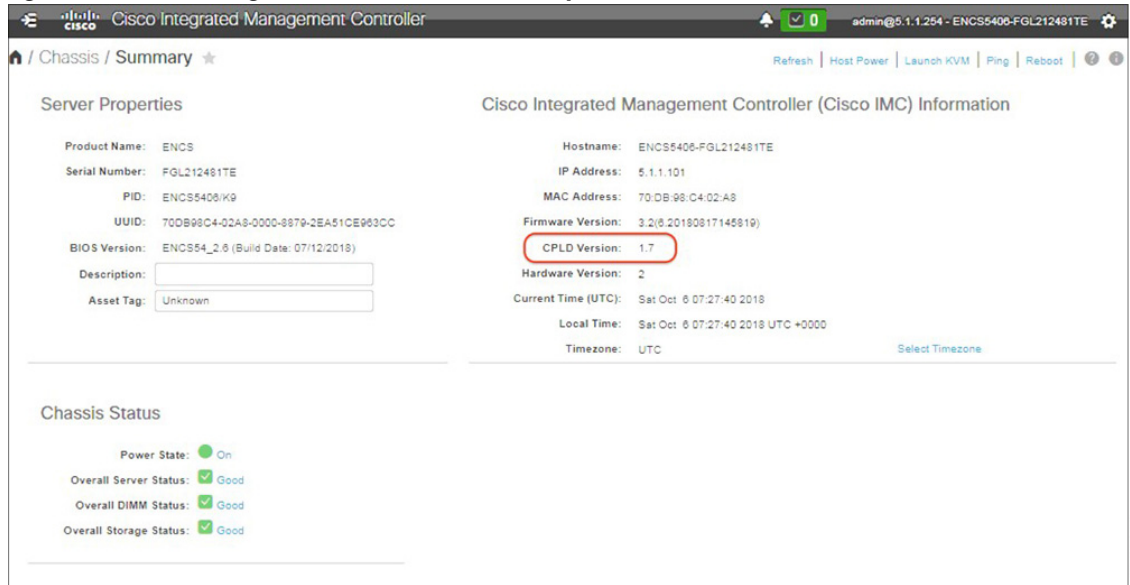 CISCO Cisco Integrated Management Controller 0 admin@5.1.1.254 - ENCS5406-FGL212481TE
/ Chassis / Summary Refresh | Host Power | Launch KVM | Ping | Reboot |
Server Properties
Product Name: ENCS
Serial Number: FGL212481TE
PID: ENCS5406/K9
UUID: 70DB98C4-02A8-0000-8879-2EA51CE963CC
BIOS Version: ENCS54_2.6 (Build Date: 07/12/2018)
Description:
Asset Tag: Unknown
Cisco Integrated Management Controller (Cisco IMC) Information
Hostname: ENCS5406-FGL212481TE
IP Address: 5.1.1.101
MAC Address: 70:DB:98:C4:02:A8
Firmware Version: 3.2(6.20180817145819)
CPLD Version: 1.7
Hardware Version: 2
Current Time (UTC): Sat Oct 6 07:27:40 2018
Local Time: Sat Oct 6 07:27:40 2018 UTC +0000
Timezone: UTC Select Timezone
Chassis Status
Power State: On
Overall Server Status: Good
Overall DIMM Status: Good
Overall Storage Status: Good